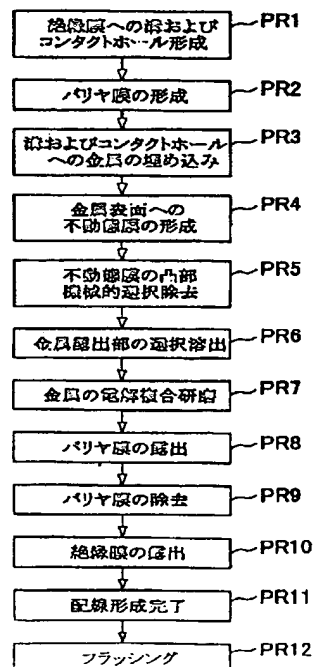 絶縁膜への溝および
コンタクトホール形成
PR1
バリヤ膜の形成
PR2
溝およびコンタクトホール
への金属の埋め込み
PR3
金属表面への
不動態膜の形成
PR4
不動態膜の凸部
機械的選択除去
PR5
金属露出部の選択溶出
PR6
金属の電解複合研磨
PR7
バリヤ膜の露出
PR8
バリヤ膜の除去
PR9
絶縁膜の露出
PR10
配線形成完了
PR11
フラッシング
PR12